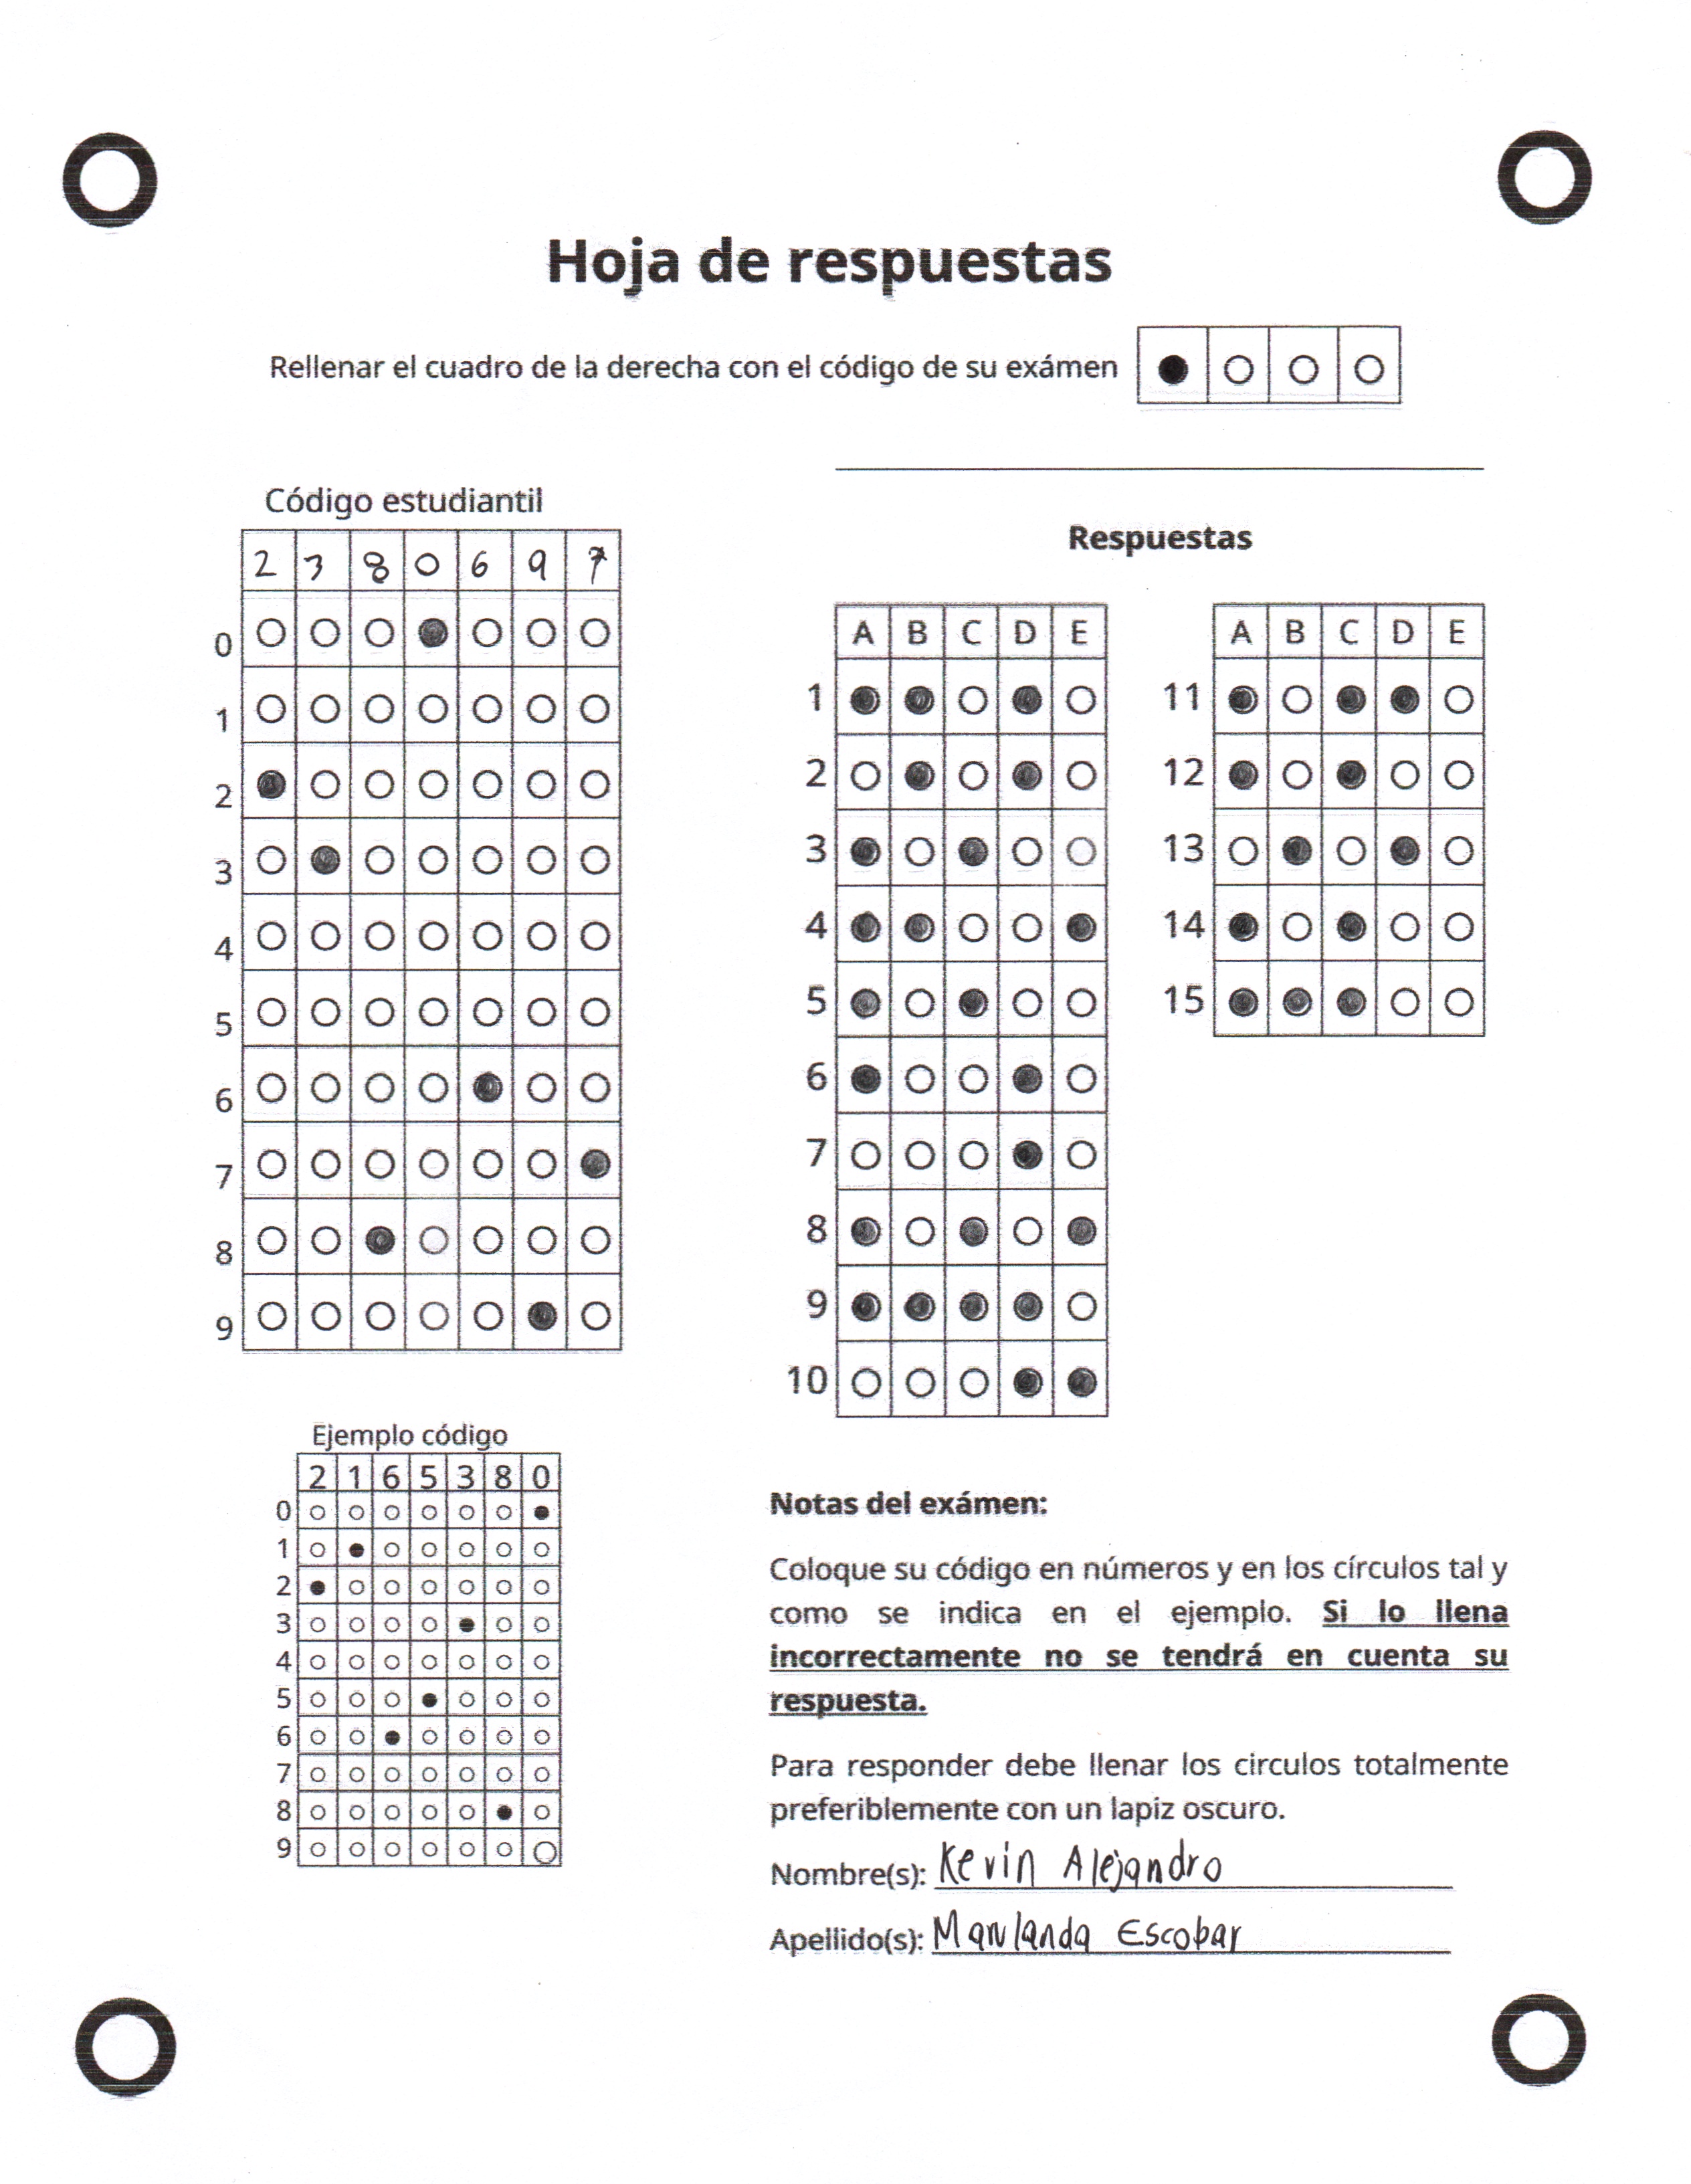 Hoja de respuestas
Rellenar el cuadro de la derecha con el código de su exámen
Código estudiantil
2 3 8 0 6 9 7
0
1
2
3
4
5
6
7
8
9
Respuestas
A B C D E
1
2
3
4
5
6
7
8
9
10
A B C D E
11
12
13
14
15
Ejemplo código
2 1 6 5 3 8 0
0
1
2
3
4
5
6
7
8
9
Notas del exámen:
Coloque su código en números y en los círculos tal y
como se indica en el ejemplo. Si lo llena
incorrectamente no se tendrá en cuenta su
respuesta.
Para responder debe llenar los circulos totalmente
preferiblemente con un lapiz oscuro.
Nombre(s): Kevin Alejandro
Apellido(s): Marulanda Escobar